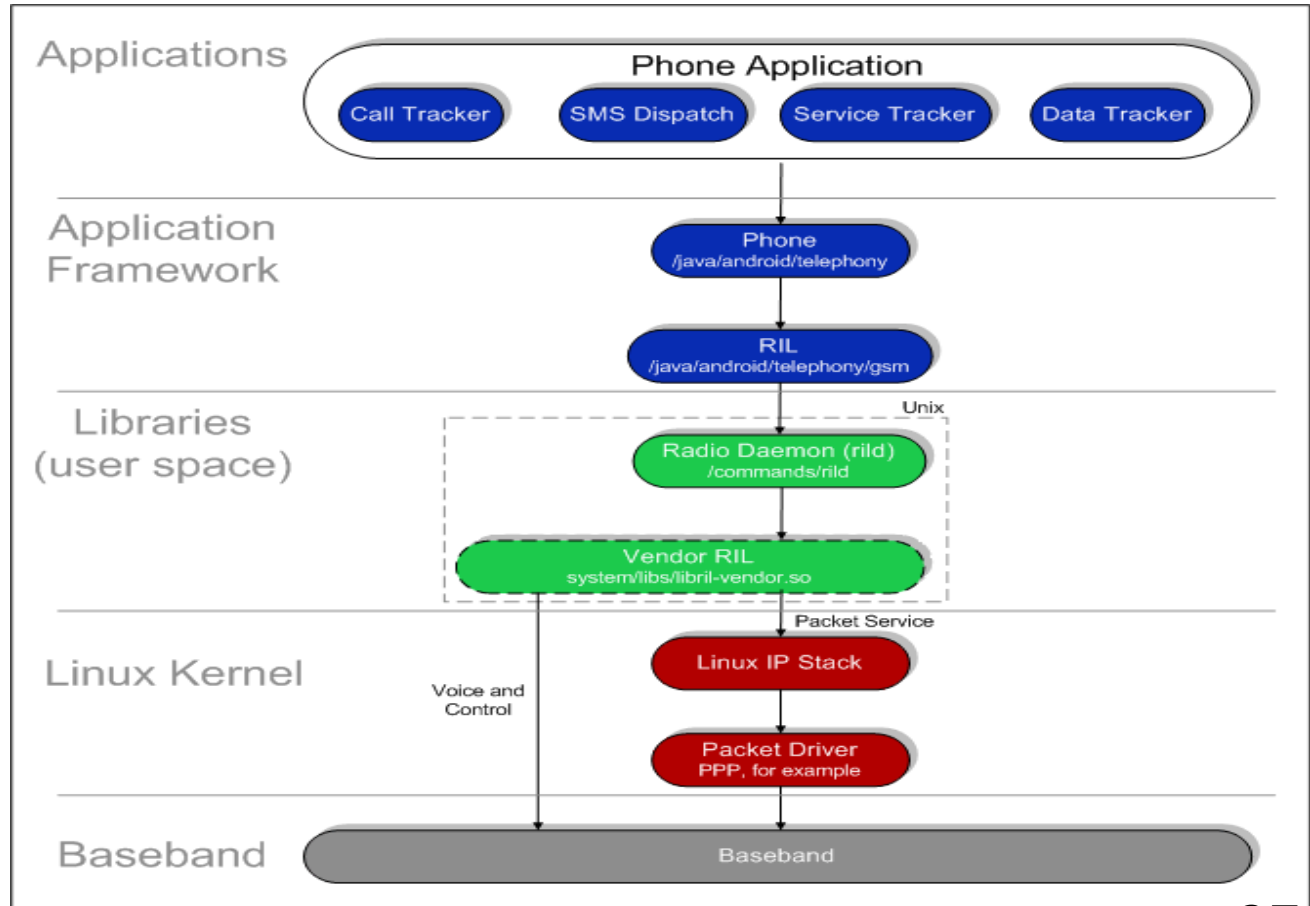 Applications
Phone Application
Call Tracker
SMS Dispatch
Service Tracker
Data Tracker
Application
Framework
Phone
/java/android/telephony
RIL
/java/android/telephony/gsm
Libraries
(user space)
Unix
Radio Daemon (rild)
/commands/rild
Vendor RIL
system/libs/libril-vendor.so
Packet Service
Linux Kernel
Linux IP Stack
Voice and
Control
Packet Driver
PPP, for example
Baseband
Baseband